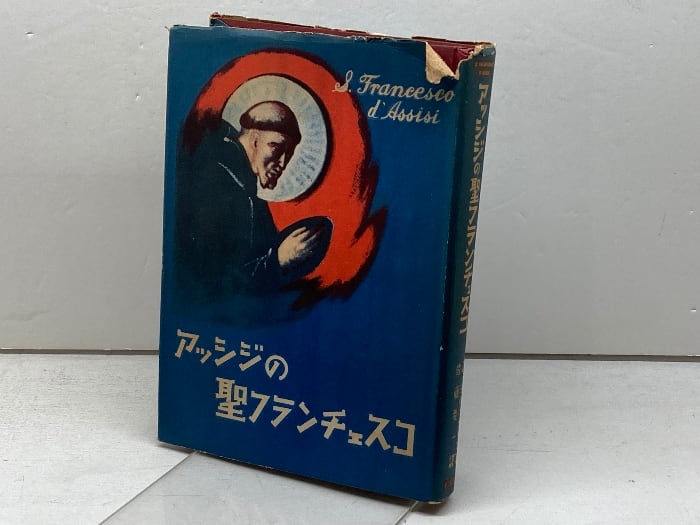 S. Francesco
d'Assisi
アッシジの
聖フランチェスコ
アッシジの聖フランチェスコ